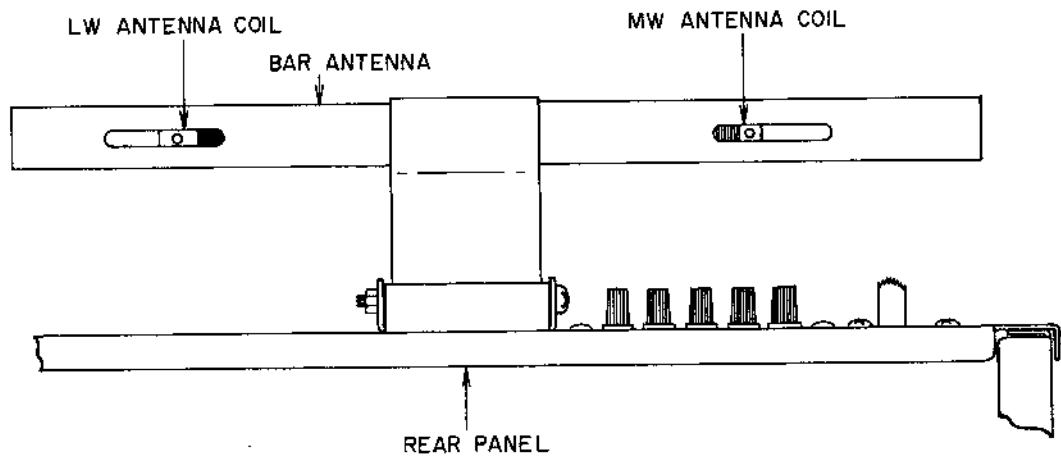 LW ANTENNA COIL
MW ANTENNA COIL
BAR ANTENNA
REAR PANEL